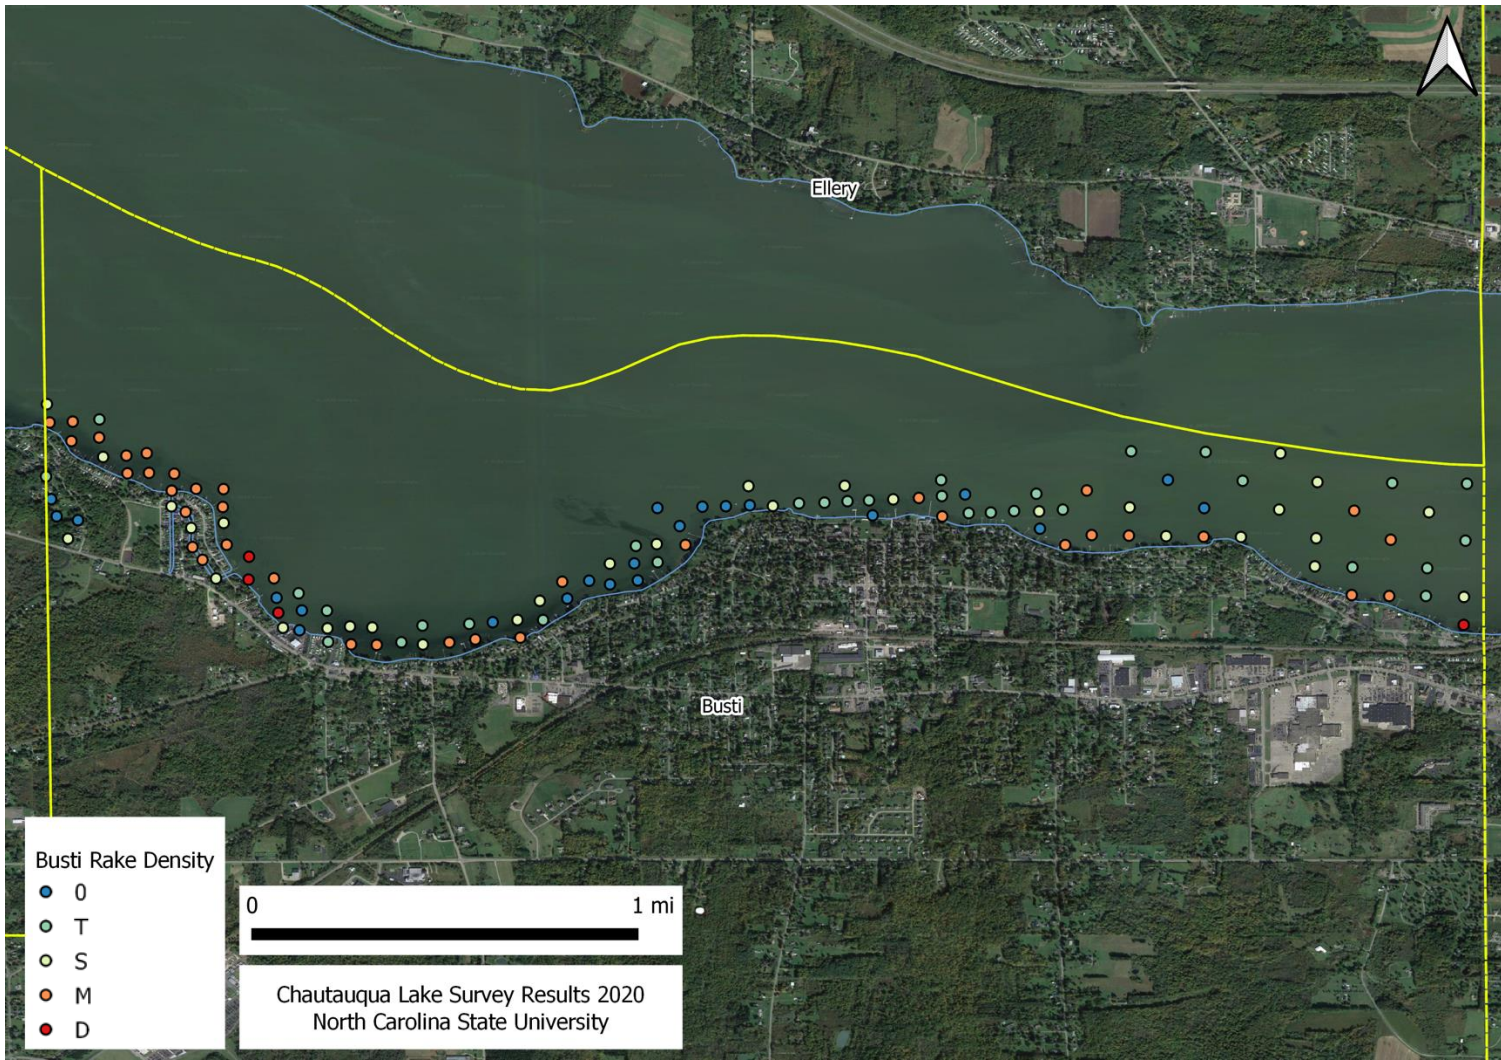 Ellery
Busti
Busti Rake Density
0
T
S
M
D
0 1 mi
Chautauqua Lake Survey Results 2020
North Carolina State University